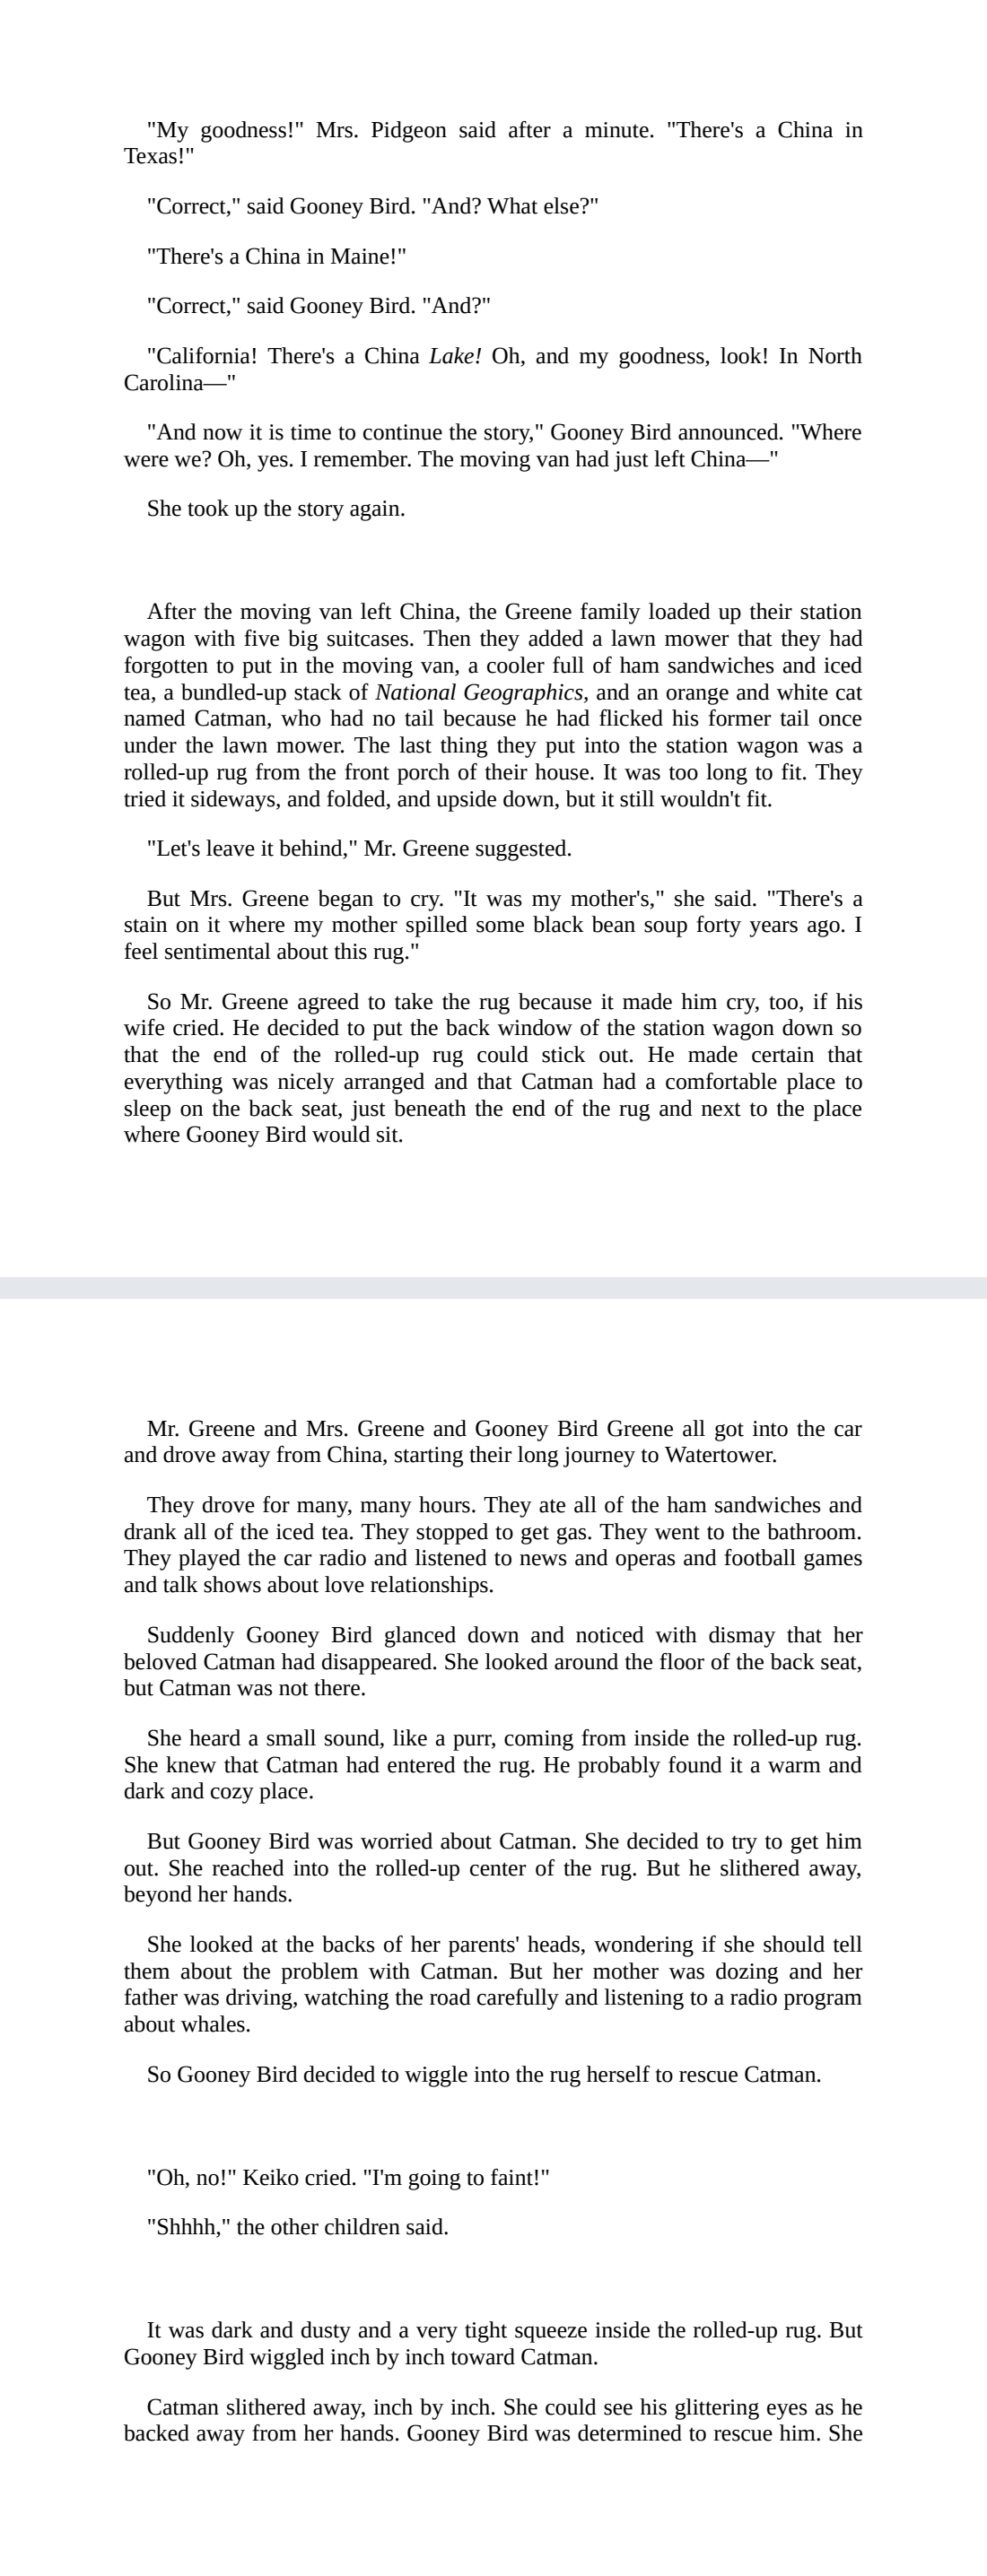 "My goodness!" Mrs. Pidgeon said after a minute. "There's a China in
Texas!"
"Correct," said Gooney Bird. "And? What else?"
"There's a China in Maine!"
"Correct," said Gooney Bird. "And?"
"California! There's a China Lake! Oh, and my goodness, look! In North
Carolina—"
"And now it is time to continue the story," Gooney Bird announced. "Where
were we? Oh, yes. I remember. The moving van had just left China—"
She took up the story again.
After the moving van left China, the Greene family loaded up their station
wagon with five big suitcases. Then they added a lawn mower that they had
forgotten to put in the moving van, a cooler full of ham sandwiches and iced
tea, a bundled-up stack of National Geographics, and an orange and white cat
named Catman, who had no tail because he had flicked his former tail once
under the lawn mower. The last thing they put into the station wagon was a
rolled-up rug from the front porch of their house. It was too long to fit. They
tried it sideways, and folded, and upside down, but it still wouldn't fit.
"Let's leave it behind," Mr. Greene suggested.
But Mrs. Greene began to cry. "It was my mother's," she said. "There's a
stain on it where my mother spilled some black bean soup forty years ago. I
feel sentimental about this rug."
So Mr. Greene agreed to take the rug because it made him cry, too, if his
wife cried. He decided to put the back window of the station wagon down so
that the end of the rolled-up rug could stick out. He made certain that
everything was nicely arranged and that Catman had a comfortable place to
sleep on the back seat, just beneath the end of the rug and next to the place
where Gooney Bird would sit.
Mr. Greene and Mrs. Greene and Gooney Bird Greene all got into the car
and drove away from China, starting their long journey to Watertower.
They drove for many, many hours. They ate all of the ham sandwiches and
drank all of the iced tea. They stopped to get gas. They went to the bathroom.
They played the car radio and listened to news and operas and football games
and talk shows about love relationships.
Suddenly Gooney Bird glanced down and noticed with dismay that her
beloved Catman had disappeared. She looked around the floor of the back seat,
but Catman was not there.
She heard a small sound, like a purr, coming from inside the rolled-up rug.
She knew that Catman had entered the rug. He probably found it a warm and
dark and cozy place.
But Gooney Bird was worried about Catman. She decided to try to get him
out. She reached into the rolled-up center of the rug. But he slithered away,
beyond her hands.
She looked at the backs of her parents' heads, wondering if she should tell
them about the problem with Catman. But her mother was dozing and her
father was driving, watching the road carefully and listening to a radio program
about whales.
So Gooney Bird decided to wiggle into the rug herself to rescue Catman.
"Oh, no!" Keiko cried. "I'm going to faint!"
"Shhhh," the other children said.
It was dark and dusty and a very tight squeeze inside the rolled-up rug. But
Gooney Bird wiggled inch by inch toward Catman.
Catman slithered away, inch by inch. She could see his glittering eyes as he
backed away from her hands. Gooney Bird was determined to rescue him. She